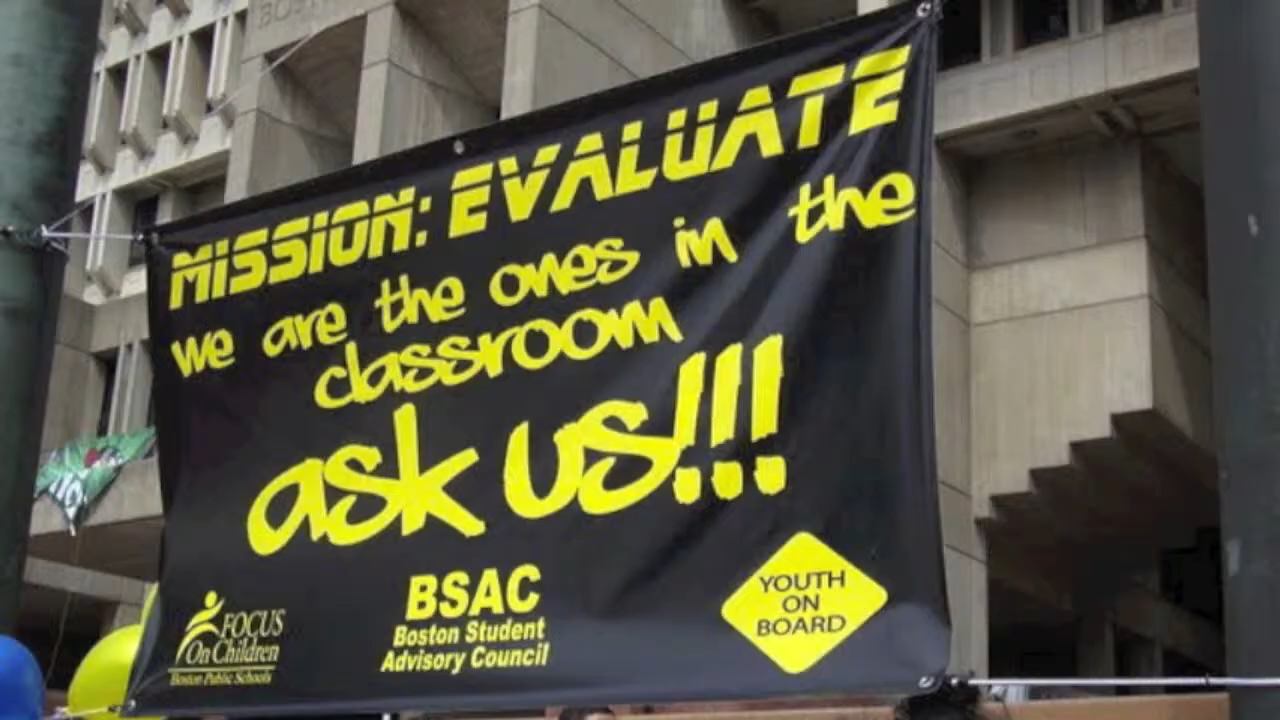 MISSION: EVALUATE
we are the ones in the
classroom
ask us!!!
FOCUS
On Children
Boston Public Schools
BSAC
Boston Student
Advisory Council
YOUTH
ON
BOARD